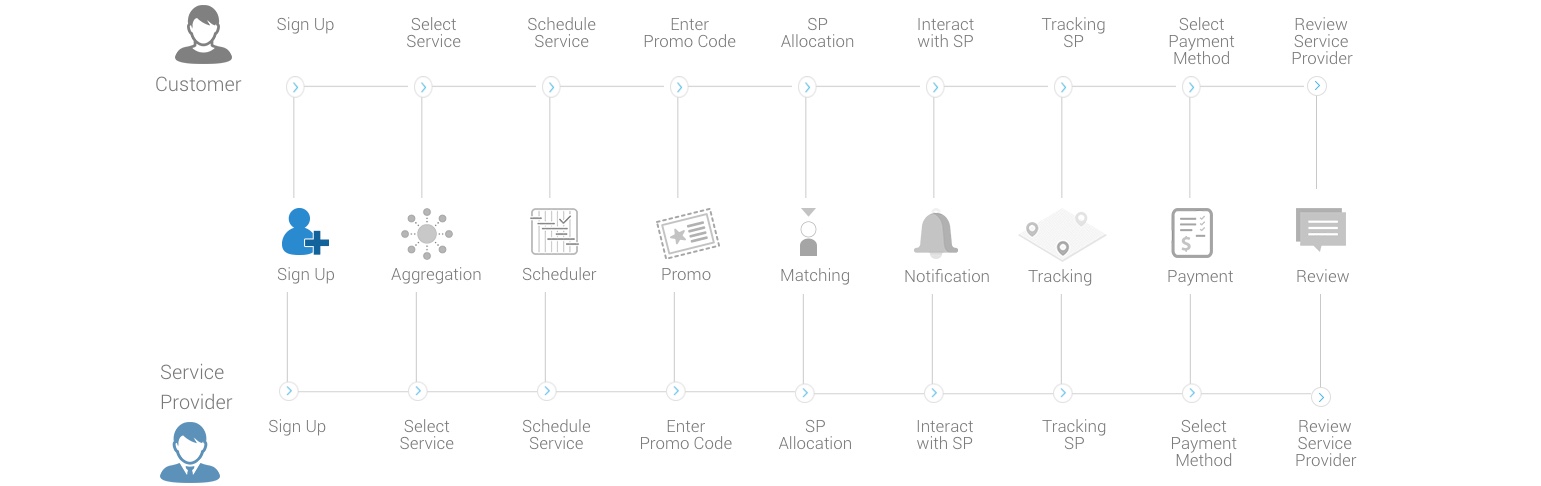 Sign Up
Select
Service
Schedule
Service
Enter
Promo Code
SP
Allocation
Interact
with SP
Tracking
SP
Select
Payment
Method
Review
Service
Provider
Customer
Sign Up
Aggregation
Scheduler
Promo
Matching
Notification
Tracking
Payment
Review
Service
Provider
Sign Up
Select
Service
Schedule
Service
Enter
Promo Code
SP
Allocation
Interact
with SP
Tracking
SP
Select
Payment
Method
Review
Service
Provider